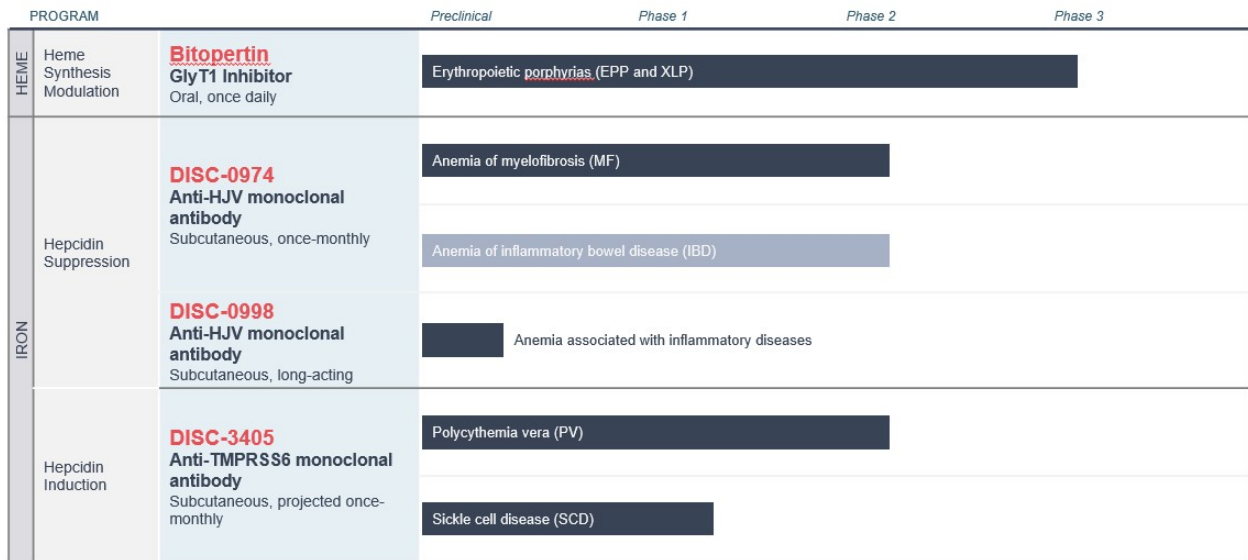 PROGRAM
Preclinical
Phase 1
Phase 2
Phase 3
HEME
Heme
Synthesis
Modulation
Bitopertin
GlyT1 Inhibitor
Oral, once daily
Erythropoietic porphyrias (EPP and XLP)
IRON
Hepcidin
Suppression
DISC-0974
Anti-HJV monoclonal
antibody
Subcutaneous, once-monthly
Anemia of myelofibrosis (MF)
Anemia of inflammatory bowel disease (IBD)
DISC-0998
Anti-HJV monoclonal
antibody
Subcutaneous, long-acting
Anemia associated with inflammatory diseases
Hepcidin
Induction
DISC-3405
Anti-TMPRSS6 monoclonal
antibody
Subcutaneous, projected once-
monthly
Polycythemia vera (PV)
Sickle cell disease (SCD)